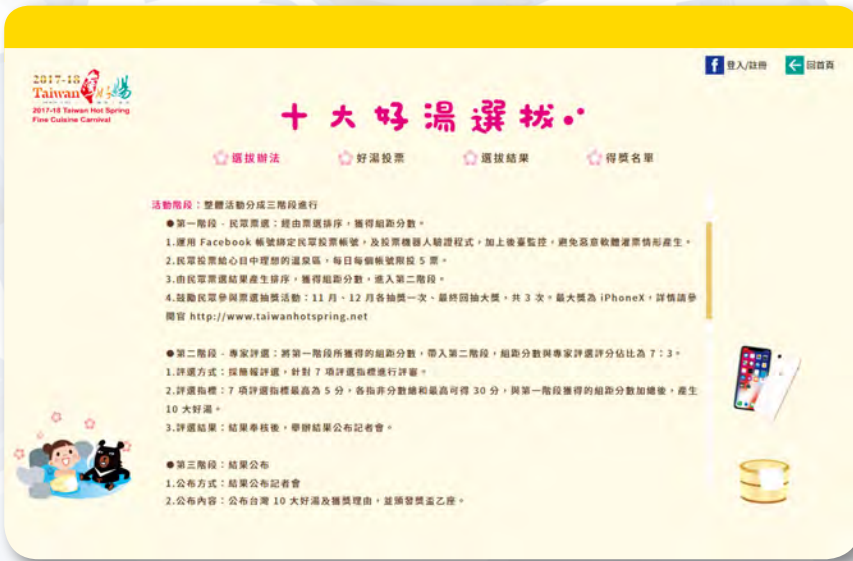 登入/註冊 回首頁
2017-18
Taiwan
2017-18 Taiwan Hot Spring
Fine Cuisine Carnival
十大好湯選拔
選拔辦法 好湯投票 選拔結果 得獎名單
活動階段：整體活動分成三階段進行
●第一階段 - 民眾票選：經由票選排序，獲得組距分數。
1.運用 Facebook 帳號綁定民眾投票帳號，及投票機器人驗證程式，加上後臺監控，避免惡意軟體灌票情形產生。
2.民眾投票給心目中理想的溫泉區，每日每個帳號限投 5 票。
3.由民眾票選結果產生排序，獲得組距分數，進入第二階段。
4.鼓勵民眾參與票選抽獎活動：11 月、12 月各抽獎一次、最終回抽大獎，共 3 次。最大獎為 iPhoneX，詳情請參
閱官 http://www.taiwanhotspring.net
●第二階段 - 專家評選：將第一階段所獲得的組距分數，帶入第二階段，組距分數與專家評選評分佔比為 7：3。
1.評選方式：採簡報評選，針對 7 項評選指標進行評審。
2.評選指標：7 項評選指標最高為 5 分，各指非分數總和最高可得 30 分，與第一階段獲得的組距分數加總後，產生
10 大好湯。
3.評選結果：結果奉核後，舉辦結果公布記者會。
●第三階段：結果公布
1.公布方式：結果公布記者會
2.公布內容：公布台灣 10 大好湯及獲獎理由，並頒發獎盃乙座。